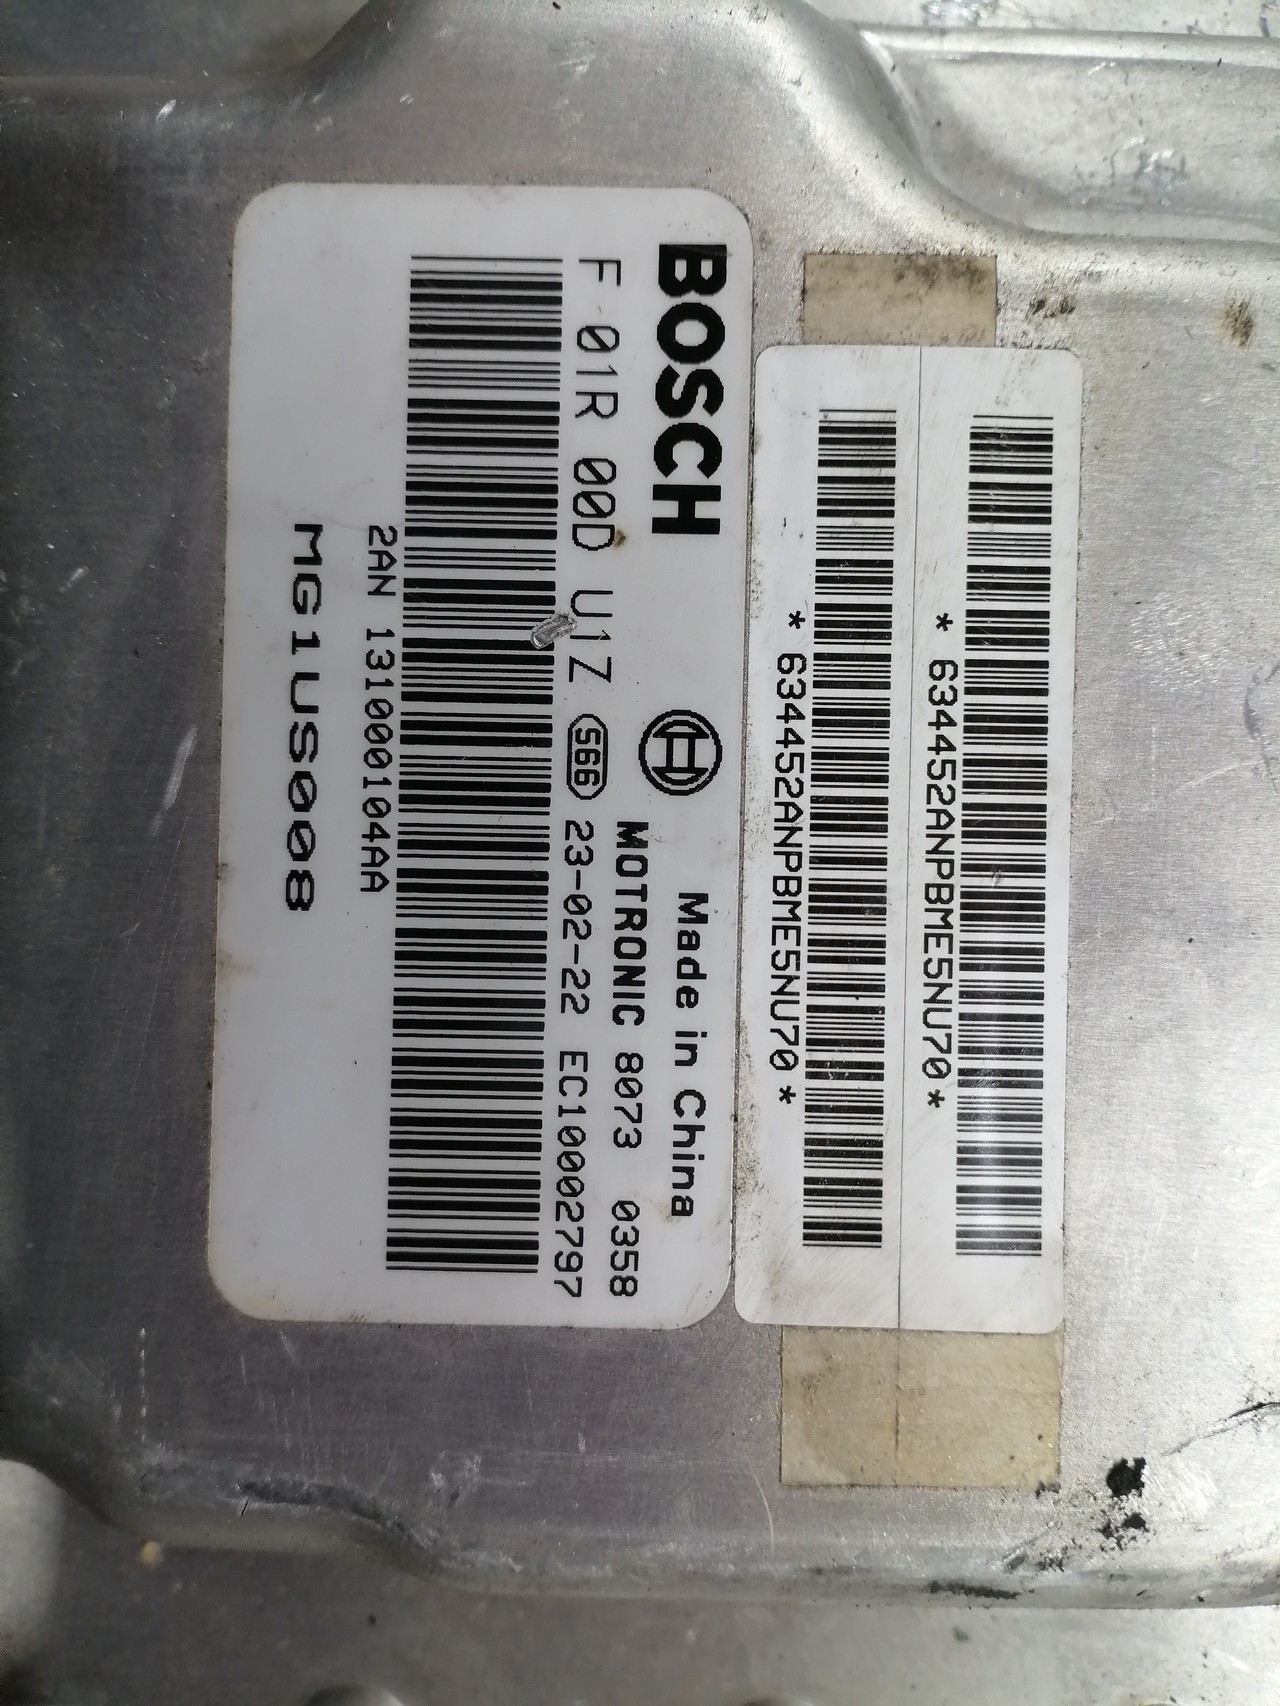 * 634452ANPBME5NU70 *
* 634452ANPBME5NU70 *
BOSCH Made in China
MOTRONIC 8073 0358
F 01R 00D U1Z S66 23-02-22 EC10002797
2AN 131000104AA
MG1US008